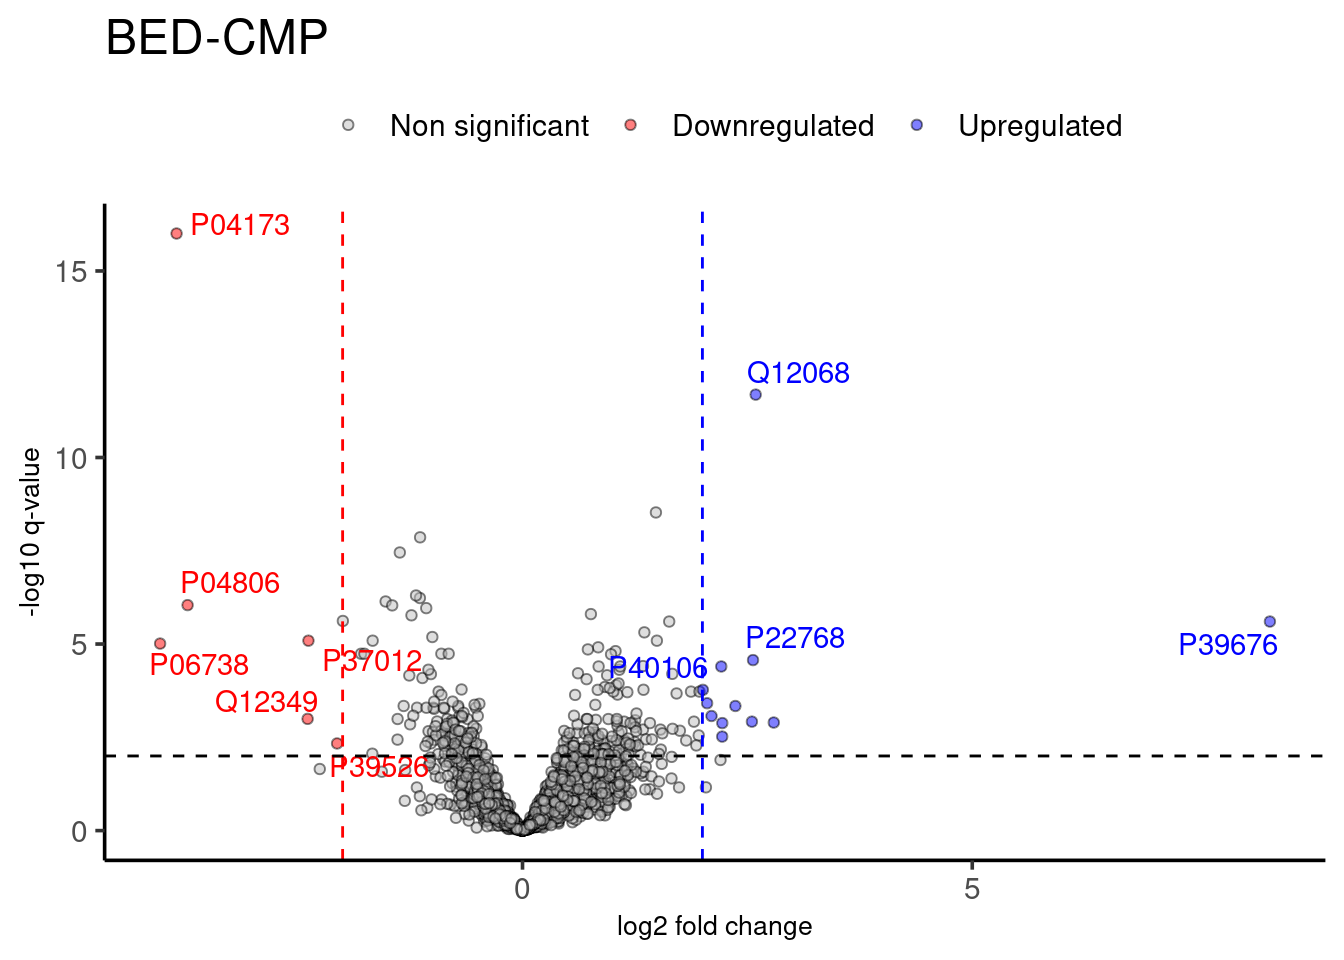 BED-CMP
Non significant Downregulated Upregulated
P04173
15
Q12068
10
-log10 q-value
P04806
P22768
P39676
5
P06738
P37012
P40106
Q12349
P39526
0
0 5
log2 fold change